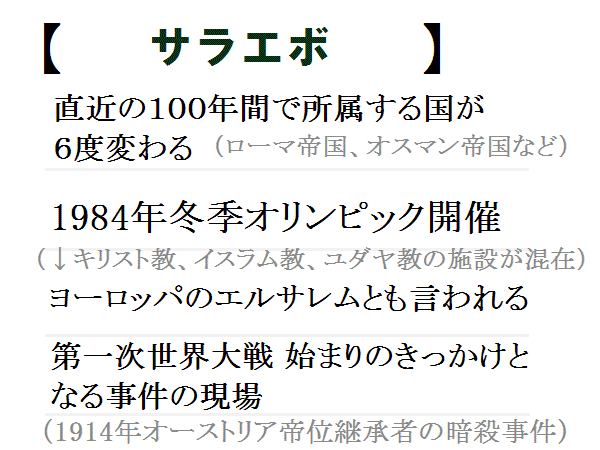 【 サラエボ 】
直近の100年間で所属する国が
6度変わる (ローマ帝国、オスマン帝国など)
1984年冬季オリンピック開催
(↓キリスト教、イスラム教、ユダヤ教の施設が混在)
ヨーロッパのエルサレムとも言われる
第一次世界大戦 始まりのきっかけと
なる事件の現場
(1914年オーストリア帝位継承者の暗殺事件)